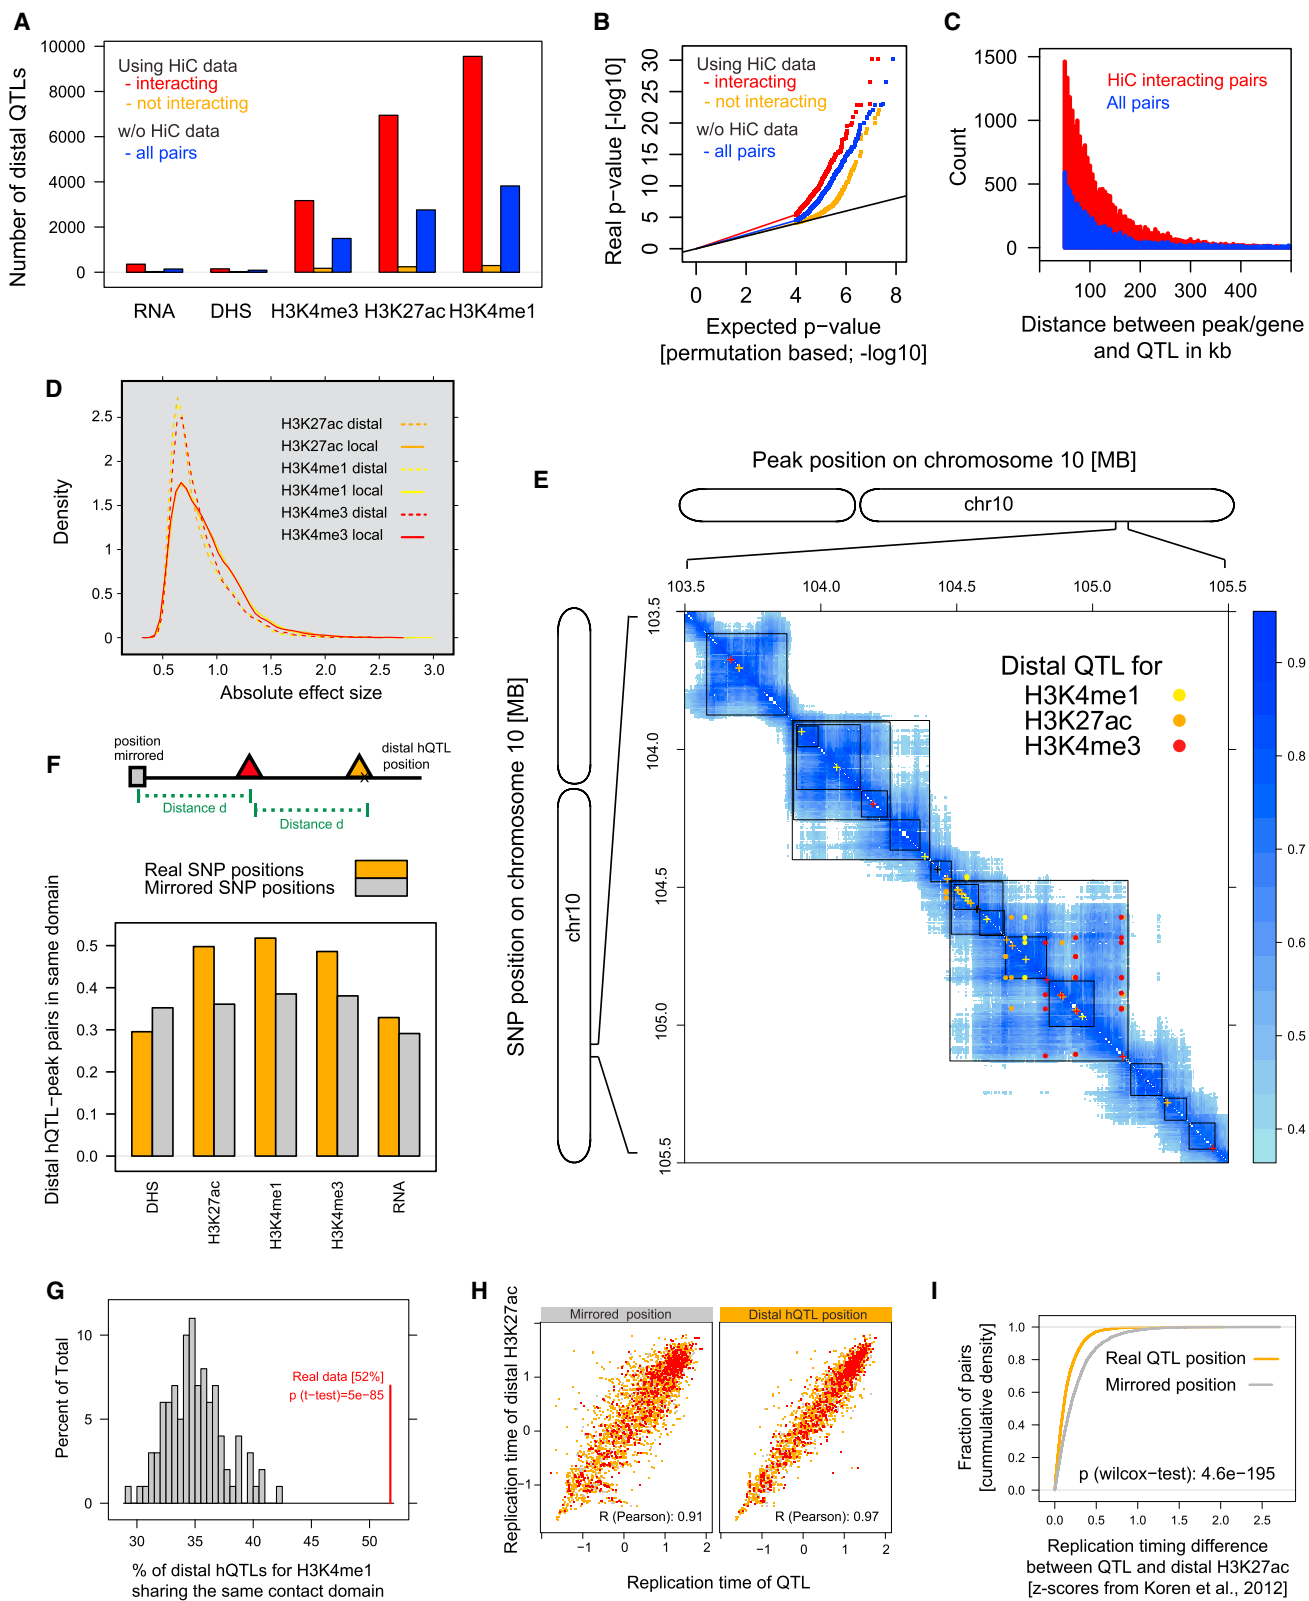 A
Number of distal QTLs
10000
8000
6000
4000
2000
0
Using HiC data
- interacting
- not interacting
w/o HiC data
- all pairs
RNA
DHS
H3K4me3
H3K27ac
H3K4me1
B
Real p−value [-log10]
0 5 10 15 20 25 30
Using HiC data
- interacting
- not interacting
w/o HiC data
- all pairs
0 2 4 6 8
Expected p−value
[permutation based; -log10]
C
Count
1500
1000
500
0
HiC interacting pairs
All pairs
100 200 300 400
Distance between peak/gene
and QTL in kb
D
Density
2.5
2
1.5
1
0.5
0
H3K27ac distal
H3K27ac local
H3K4me1 distal
H3K4me1 local
H3K4me3 distal
H3K4me3 local
0.5 1.0 1.5 2.0 2.5 3.0
Absolute effect size
E
Peak position on chromosome 10 [MB]
chr10
103.5 104.0 104.5 105.0 105.5
SNP position on chromosome 10 [MB]
chr10
103.5
104.0
104.5
105.0
105.5
Distal QTL for
H3K4me1
H3K27ac
H3K4me3
0.9
0.8
0.7
0.6
0.5
0.4
F
position
mirrored
distal hQTL
position
x
Distance d
Distance d
Real SNP positions
Mirrored SNP positions
Distal hQTL−peak pairs in same domain
0.5
0.4
0.3
0.2
0.1
0.0
DHS
H3K27ac
H3K4me1
H3K4me3
RNA
G
Percent of Total
10
5
0
Real data [52%]
p (t−test)=5e−85
30 35 40 45 50
% of distal hQTLs for H3K4me1
sharing the same contact domain
H
Replication time of distal H3K27ac
1
0
−1
Mirrored position
Distal hQTL position
R (Pearson): 0.91
R (Pearson): 0.97
−1 0 1 2
−1 0 1 2
Replication time of QTL
I
Fraction of pairs
[cummulative density]
1.0
0.8
0.6
0.4
0.2
0.0
Real QTL position
Mirrored position
p (wilcox−test): 4.6e−195
0.0 0.5 1.0 1.5 2.0 2.5
Replication timing difference
between QTL and distal H3K27ac
[z−scores from Koren et al., 2012]